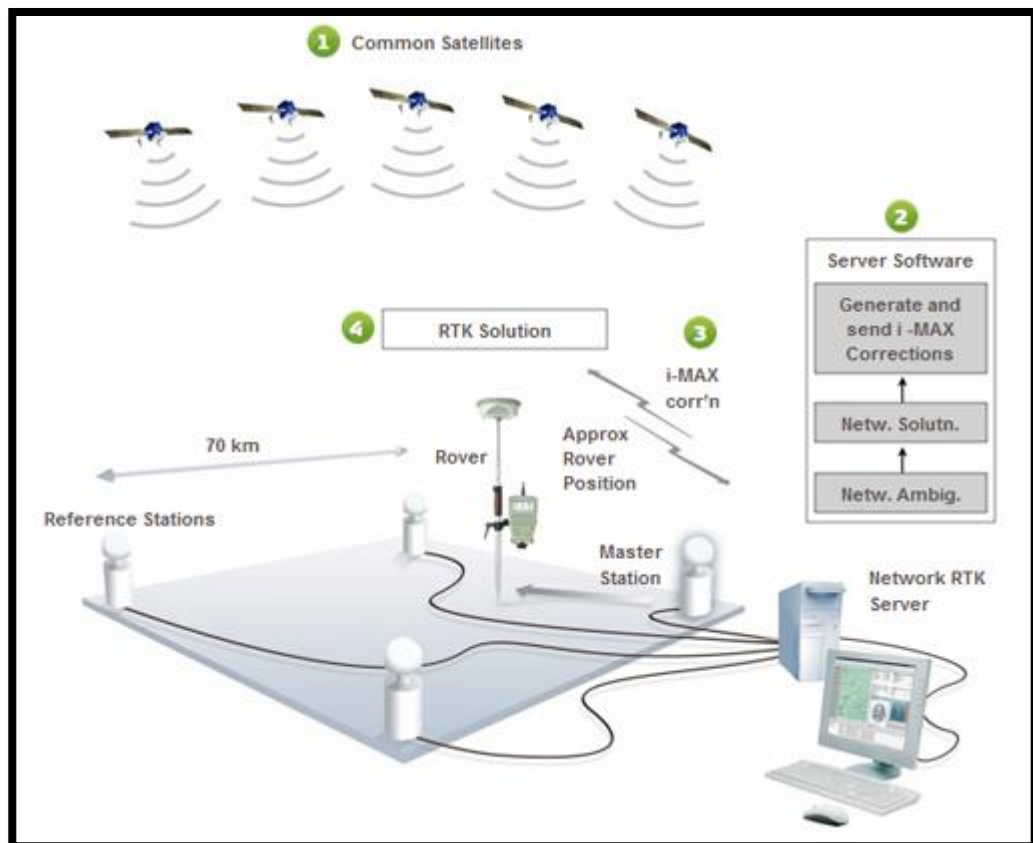 1 Common Satellites
2
Server Software
Generate and
send i -MAX
Corrections
Netw. Solutn.
Netw. Ambig.
4 RTK Solution
3
i-MAX
corr'n
70 km
Rover
Approx
Rover
Position
Reference Stations
Master
Station
Network RTK
Server